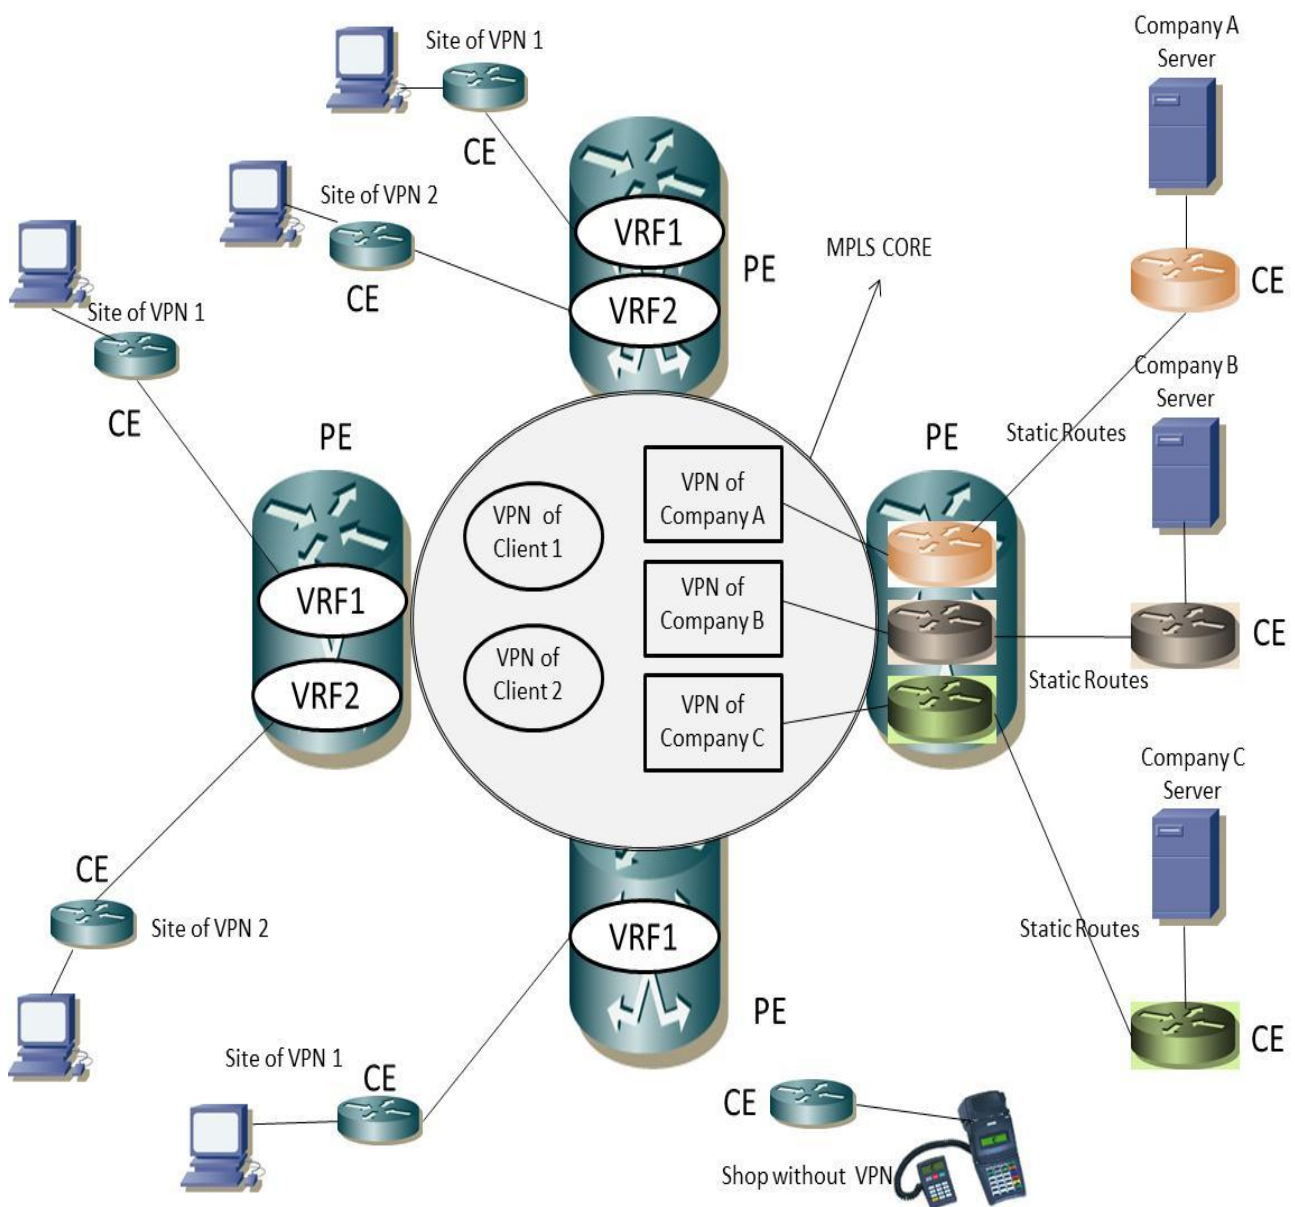 Company A
Server
Site of VPN 1
CE
Site of VPN 2
CE
VRF1
VRF2
PE
MPLS CORE
CE
Site of VPN 1
CE
Company B
Server
Static Routes
PE
PE
VPN of
Client 1
VPN of
Company A
VRF1
VPN of
Company B
CE
VRF2
VPN of
Client 2
Static Routes
VPN of
Company C
Company C
Server
CE
Site of VPN 2
VRF1
Static Routes
PE
CE
Site of VPN 1
CE
CE
Shop without VPN